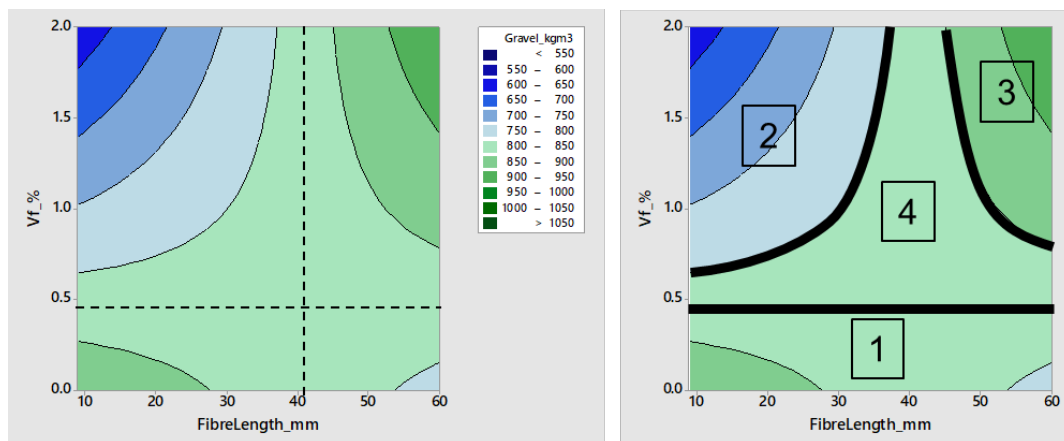 2.0
1.5
1.0
0.5
0.0
Vf_%
10 20 30 40 50 60
FibreLength_mm
Gravel_kgm3
< 550
550 – 600
600 – 650
650 – 700
700 – 750
750 – 800
800 – 850
850 – 900
900 – 950
950 – 1000
1000 – 1050
> 1050
2.0
1.5
1.0
0.5
0.0
Vf_%
3
2
4
1
10 20 30 40 50 60
FibreLength_mm